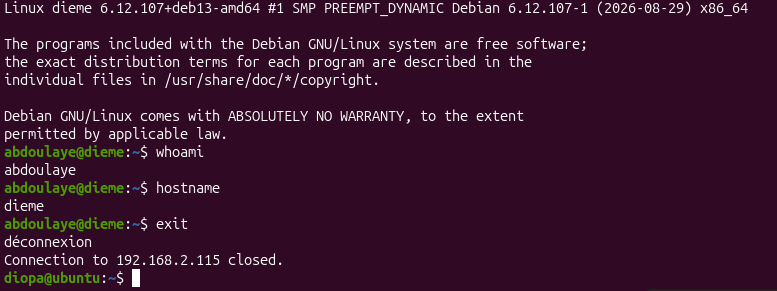 Linux dieme 6.12.107+deb13-amd64 #1 SMP PREEMPT_DYNAMIC Debian 6.12.107-1 (2026-08-29) x86_64
The programs included with the Debian GNU/Linux system are free software;
the exact distribution terms for each program are described in the
individual files in /usr/share/doc/*/copyright.
Debian GNU/Linux comes with ABSOLUTELY NO WARRANTY, to the extent
permitted by applicable law.
abdoulaye@dieme:~$ whoami
abdoulaye
abdoulaye@dieme:~$ hostname
dieme
abdoulaye@dieme:~$ exit
déconnexion
Connection to 192.168.2.115 closed.
diopa@ubuntu:~$